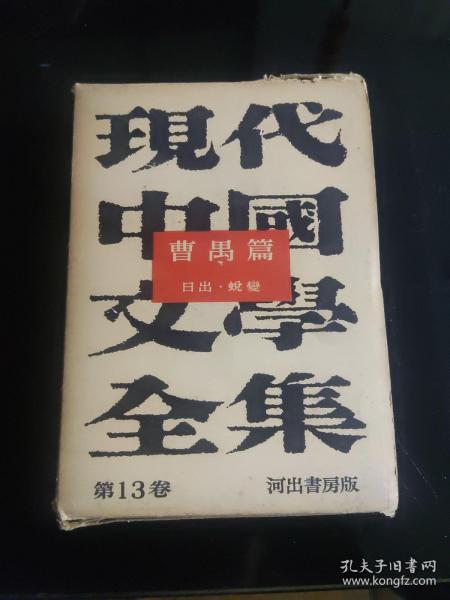 現代
中國
文學
全集
曹禺篇
日出・蛻變
第13卷
河出書房版
孔夫子旧书网
www.kongfz.com